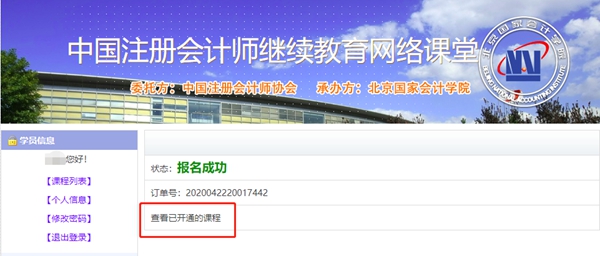 中国注册会计师继续教育网络课堂
委托方：中国注册会计师协会 承办方：北京国家会计学院
北京国家会计学院
BEIJING NATIONAL ACCOUNTING INSTITUTE
学员信息
您好！
【课程列表】
【个人信息】
【修改密码】
【退出登录】
状态：报名成功
订单号：2020042220017442
查看已开通的课程